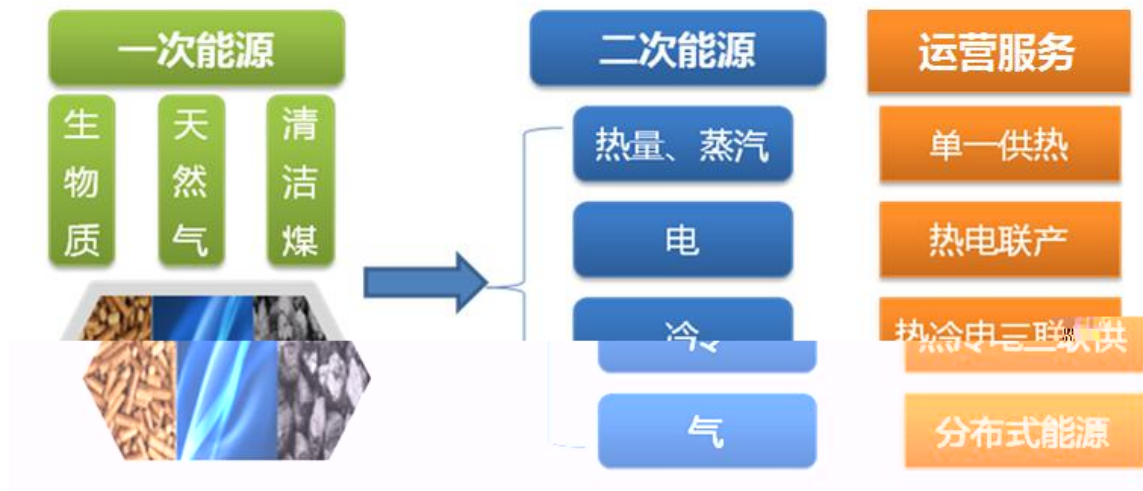 一次能源
生物质
天然气
清洁煤
二次能源
热量、蒸汽
电
冷
气
运营服务
单一供热
热电联产
热冷电三联供
分布式能源